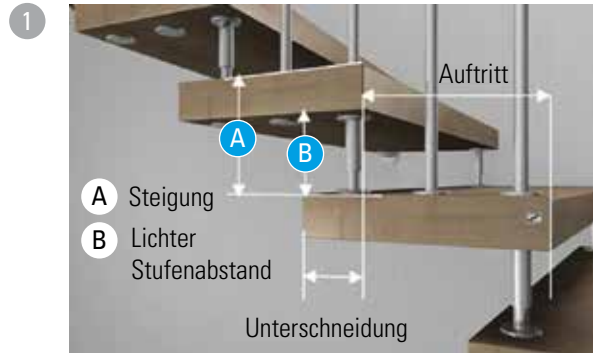 1
Auftritt
A
B
A Steigung
B Lichter
Stufenabstand
Unterschneidung